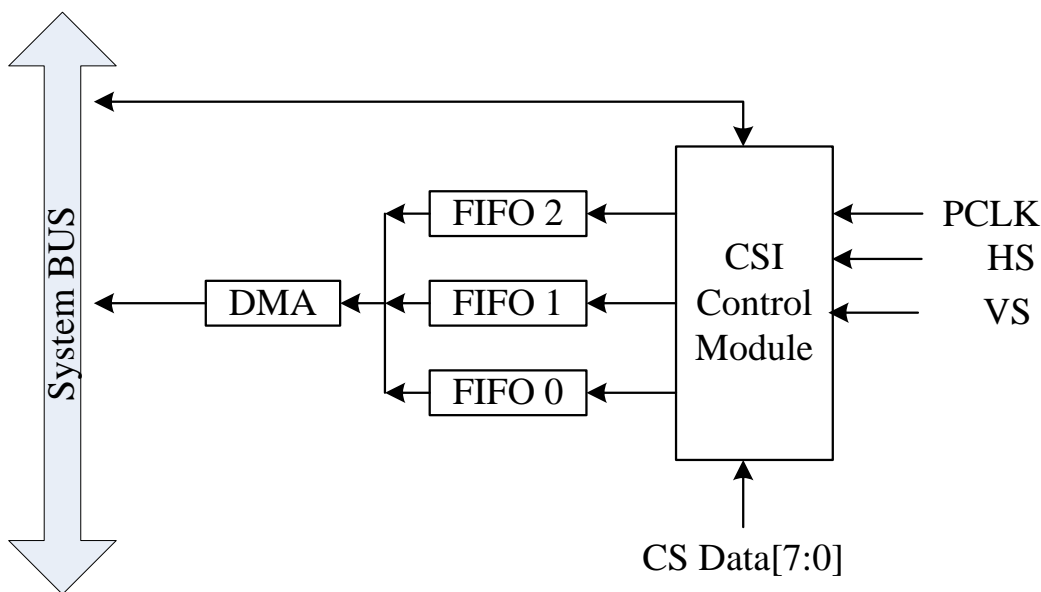 System BUS
FIFO 2
DMA
FIFO 1
FIFO 0
CSI
Control
Module
PCLK
HS
VS
CS Data[7:0]